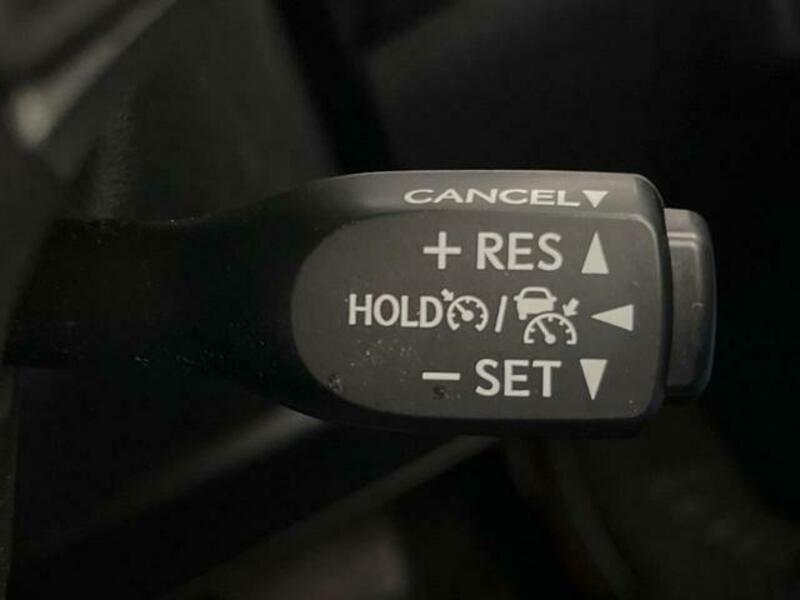 CANCEL▼
+ RES ▲
HOLD / ◀
− SET ▼